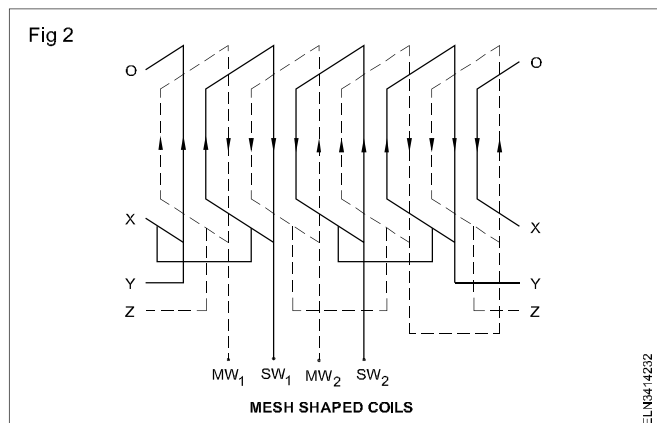 Fig 2
O O
X X
Y Y
Z Z
MW₁ SW₁ MW₂ SW₂
MESH SHAPED COILS
ELN3414232